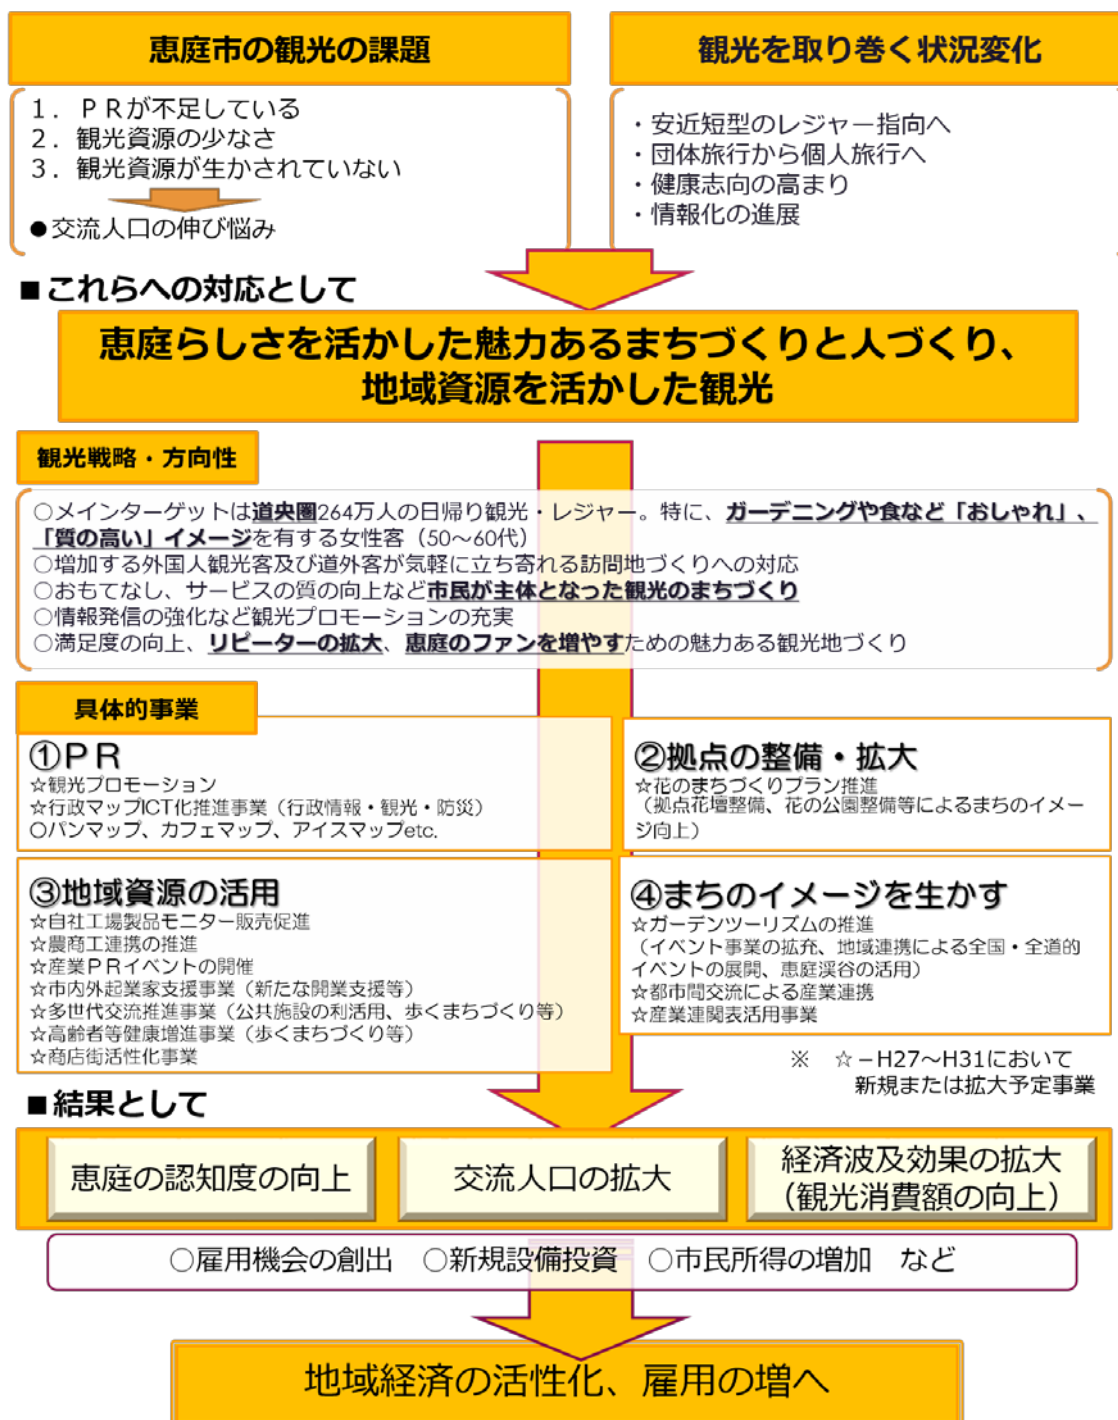 恵庭市の観光の課題
1．ＰＲが不足している
2．観光資源の少なさ
3．観光資源が生かされていない
●交流人口の伸び悩み
観光を取り巻く状況変化
・安近短型のレジャー指向へ
・団体旅行から個人旅行へ
・健康志向の高まり
・情報化の進展
■これらへの対応として
恵庭らしさを活かした魅力あるまちづくりと人づくり、
地域資源を活かした観光
観光戦略・方向性
○メインターゲットは道央圏264万人の日帰り観光・レジャー。特に、ガーデニングや食など「おしゃれ」、
「質の高い」イメージを有する女性客（50～60代）
○増加する外国人観光客及び道外客が気軽に立ち寄れる訪問地づくりへの対応
○おもてなし、サービスの質の向上など市民が主体となった観光のまちづくり
○情報発信の強化など観光プロモーションの充実
○満足度の向上、リピーターの拡大、恵庭のファンを増やすための魅力ある観光地づくり
具体的事業
①ＰＲ
☆観光プロモーション
☆行政マップICT化推進事業（行政情報・観光・防災）
○パンマップ、カフェマップ、アイスマップetc.
②拠点の整備・拡大
☆花のまちづくりプラン推進
（拠点花壇整備、花の公園整備等によるまちのイメー
ジ向上）
③地域資源の活用
☆自社工場製品モニター販売促進
☆農商工連携の推進
☆産業ＰＲイベントの開催
☆市内外起業家支援事業（新たな開業支援等）
☆多世代交流推進事業（公共施設の利活用、歩くまちづくり等）
☆高齢者等健康増進事業（歩くまちづくり等）
☆商店街活性化事業
④まちのイメージを生かす
☆ガーデンツーリズムの推進
（イベント事業の拡充、地域連携による全国・全道的
イベントの展開、恵庭渓谷の活用）
☆都市間交流による産業連携
☆産業連関表活用事業
※　☆－H27～H31において
新規または拡大予定事業
■結果として
恵庭の認知度の向上
交流人口の拡大
経済波及効果の拡大
（観光消費額の向上）
○雇用機会の創出　○新規設備投資　○市民所得の増加　など
地域経済の活性化、雇用の増へ